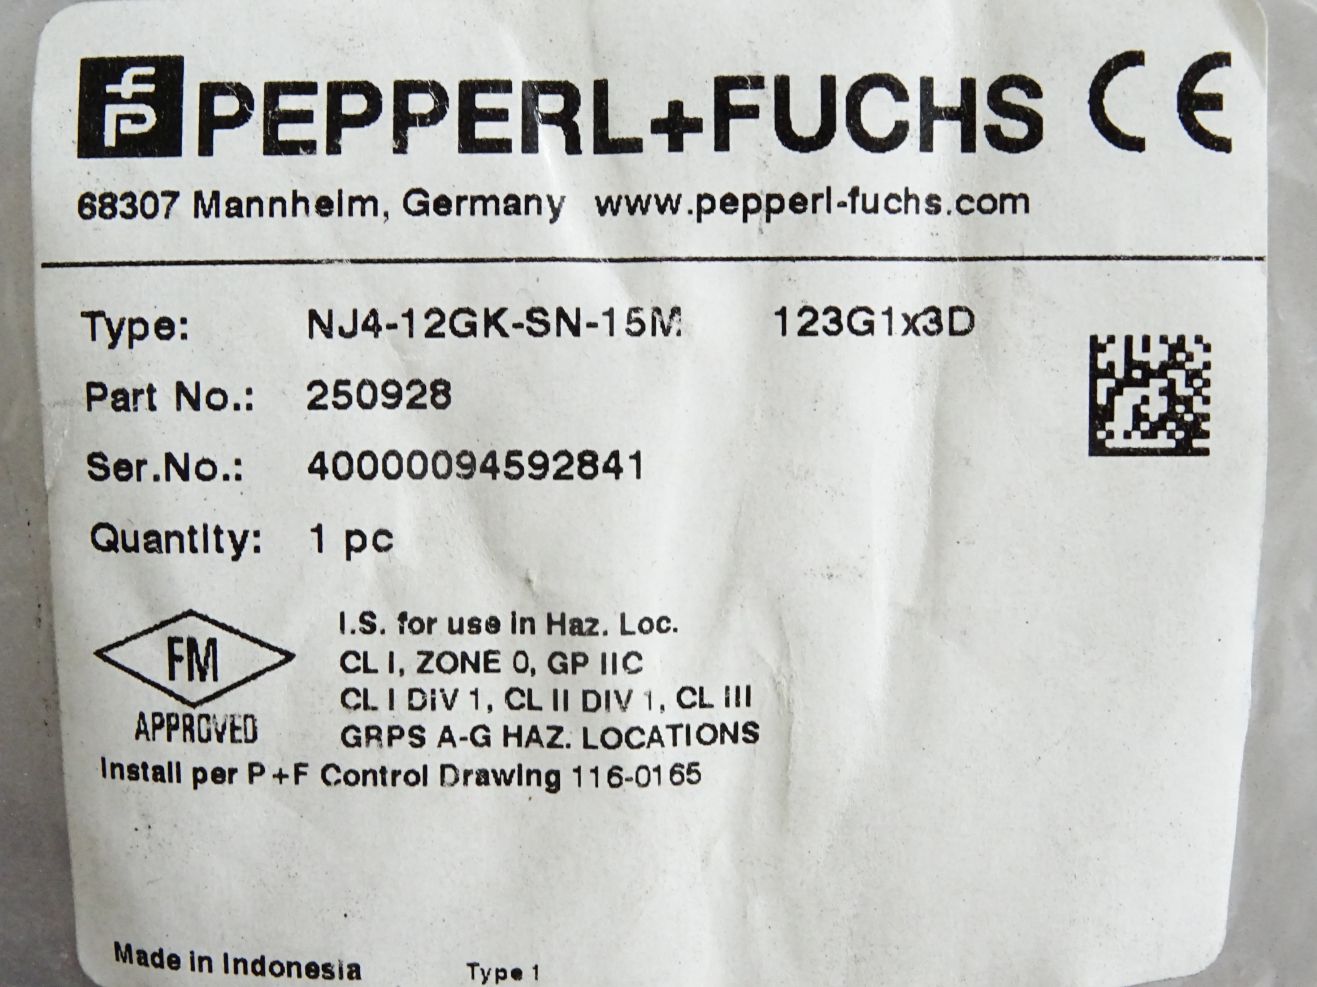 PEPPERL+FUCHS CE
68307 Mannheim, Germany www.pepperl-fuchs.com
Type: NJ4-12GK-SN-15M 123G1x3D
Part No.: 250928
Ser.No.: 40000094592841
Quantity: 1 pc
FM
APPROVED
I.S. for use in Haz. Loc.
CL I, ZONE 0, GP IIC
CL I DIV 1, CL II DIV 1, CL III
GRPS A-G HAZ. LOCATIONS
Install per P+F Control Drawing 116-0165
Made in Indonesia Type 1